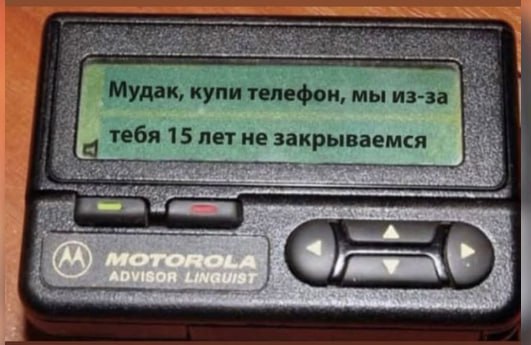 Мудак, купи телефон, мы из-за
тебя 15 лет не закрываемся
MOTOROLA
ADVISOR LINGUIST